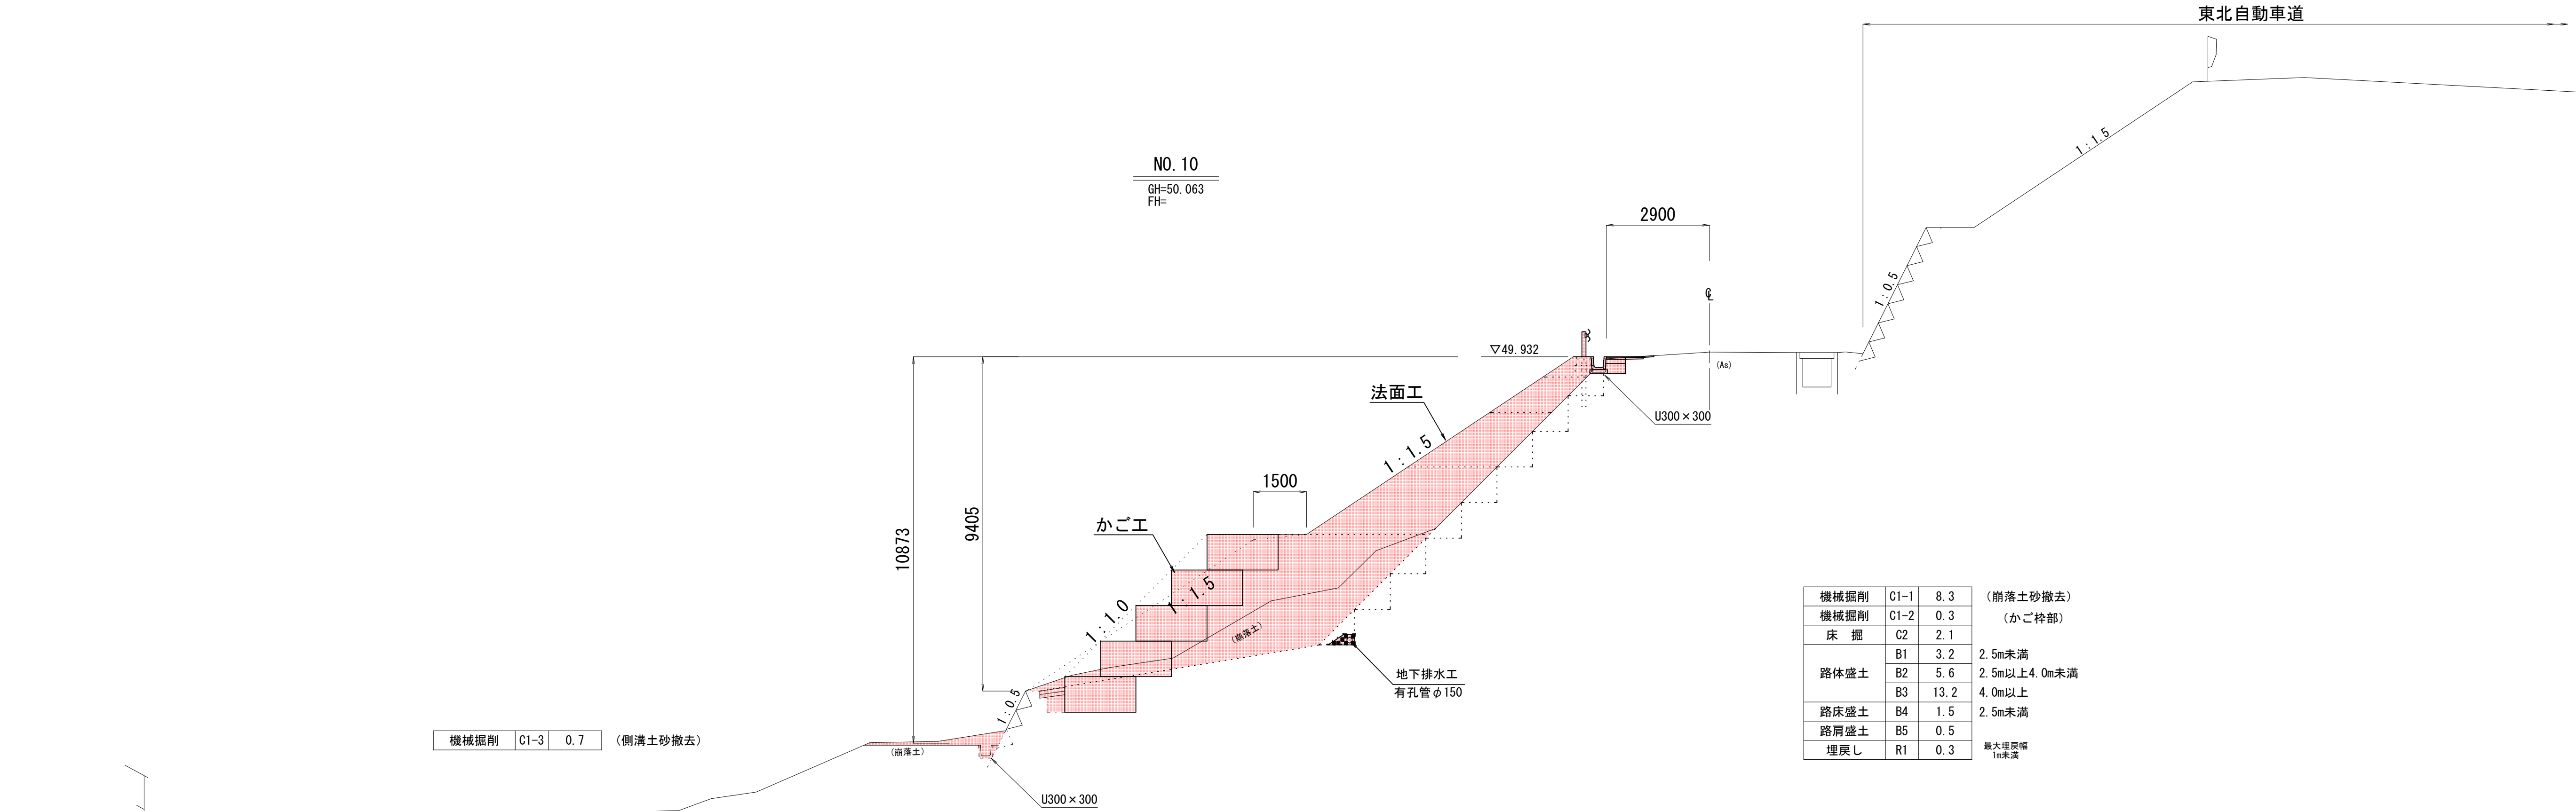 東北自動車道
1:1.5
NO.10
GH=50.063
FH=
2900
1:0.5
CL
▽49.932
(As)
法面工
U300×300
1:1.5
1500
かご工
9405
10873
1:1.5
1:1.0
(崩落土)
地下排水工
有孔管φ150
1:0.5
機械掘削 C1-1 8.3 (崩落土砂撤去)
機械掘削 C1-2 0.3 (かご枠部)
床 掘 C2 2.1
路体盛土 B1 3.2 2.5m未満
B2 5.6 2.5m以上4.0m未満
B3 13.2 4.0m以上
路床盛土 B4 1.5 2.5m未満
路肩盛土 B5 0.5
埋戻し R1 0.3 最大埋戻幅
1m未満
機械掘削 C1-3 0.7 (側溝土砂撤去)
(崩落土)
U300×300